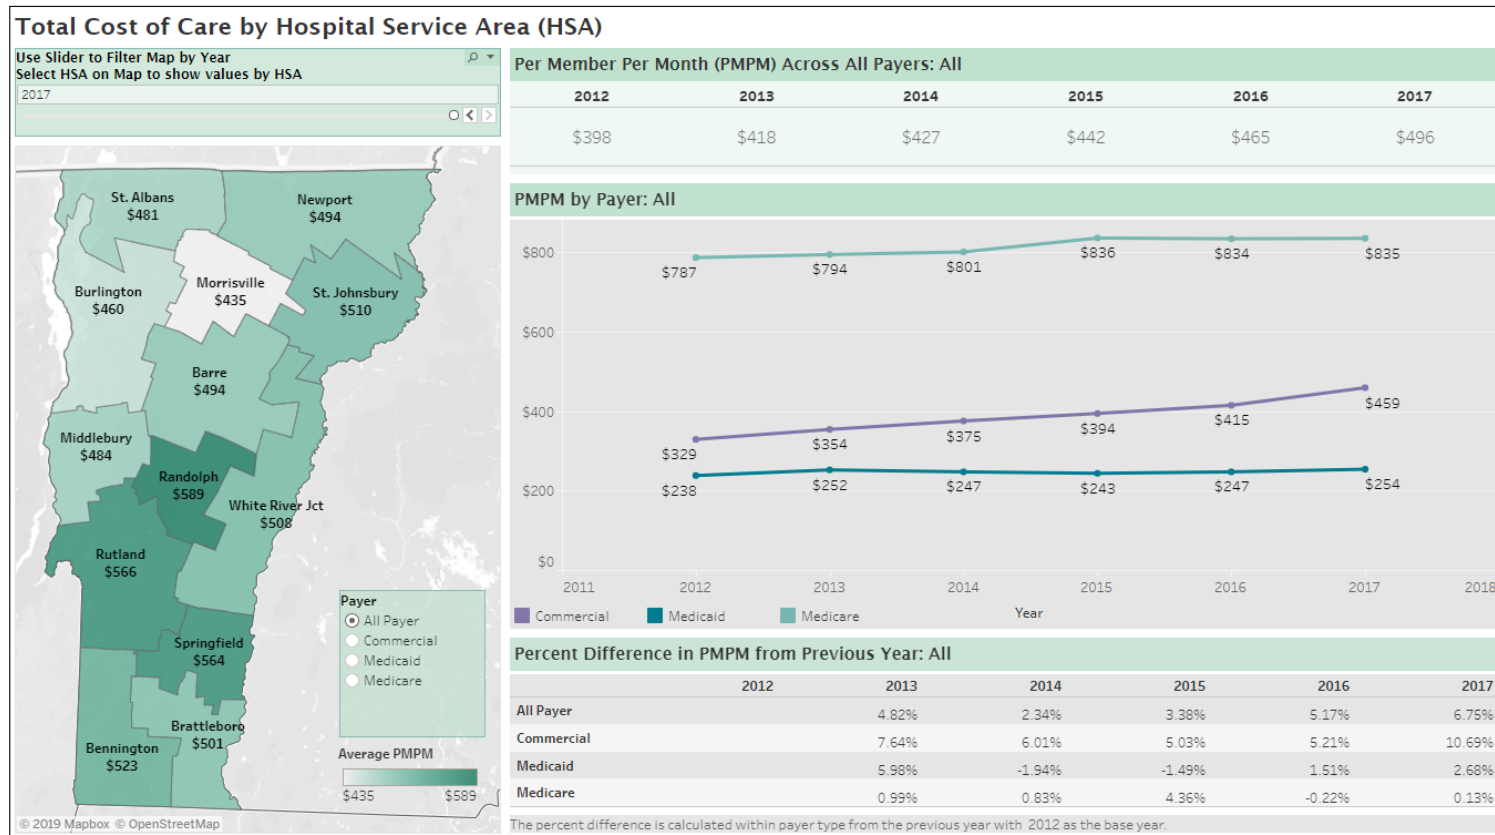 Total Cost of Care by Hospital Service Area (HSA)
Use Slider to Filter Map by Year
Select HSA on Map to show values by HSA
2017
St. Albans
$481
Newport
$494
Burlington
$460
Morrisville
$435
St. Johnsbury
$510
Barre
$494
Middlebury
$484
Randolph
$589
White River Jct
$508
Rutland
$566
Springfield
$564
Brattleboro
$501
Bennington
$523
Payer
All Payer
Commercial
Medicaid
Medicare
Average PMPM
$435 $589
© 2019 Mapbox © OpenStreetMap
Per Member Per Month (PMPM) Across All Payers: All
2012 2013 2014 2015 2016 2017
$398 $418 $427 $442 $465 $496
PMPM by Payer: All
$800
$600
$400
$200
$0
$787 $794 $801 $836 $834 $835
$329 $354 $375 $394 $415 $459
$238 $252 $247 $243 $247 $254
2011 2012 2013 2014 2015 2016 2017 2018
Commercial Medicaid Medicare
Year
Percent Difference in PMPM from Previous Year: All
2012 2013 2014 2015 2016 2017
All Payer 4.82% 2.34% 3.38% 5.17% 6.75%
Commercial 7.64% 6.01% 5.03% 5.21% 10.69%
Medicaid 5.98% -1.94% -1.49% 1.51% 2.68%
Medicare 0.99% 0.83% 4.36% -0.22% 0.13%
The percent difference is calculated within payer type from the previous year with 2012 as the base year.